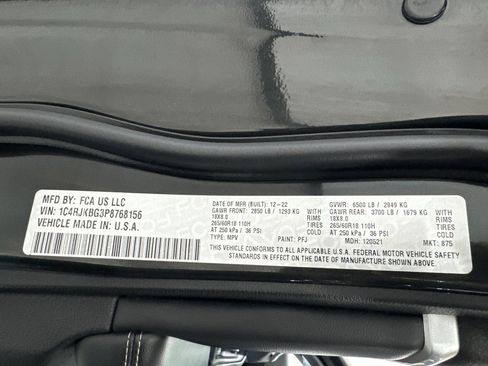 MFD BY: FCA US LLC
VIN: 1C4RJKBG3P8768156
VEHICLE MADE IN: U.S.A.
DATE OF MFR (BUILT): 12-22
GAWR FRONT: 2850 LB / 1293 KG
18X8.0 RIMS
265/60R18 110H TIRES
AT 250 kPa / 36 PSI COLD
TYPE: MPV PAINT: PFJ
GVWR: 6500 LB / 2949 KG
GAWR REAR: 3700 LB / 1679 KG
18X8.0 RIMS
265/60R18 110H TIRES
AT 250 kPa / 36 PSI COLD
MDH: 120521 MKT: 875
THIS VEHICLE CONFORMS TO ALL APPLICABLE U.S.A. FEDERAL MOTOR VEHICLE SAFETY
STANDARDS IN EFFECT ON THE DATE OF MANUFACTURE SHOWN ABOVE.